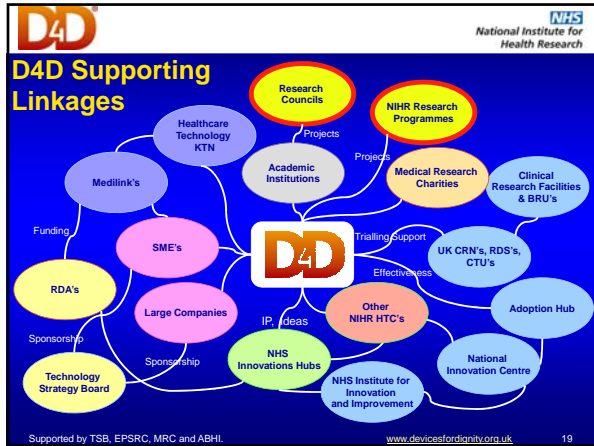 D4D
NHS
National Institute for
Health Research
D4D Supporting
Linkages
Research
Councils
NIHR Research
Programmes
Healthcare
Technology
KTN
Projects
Projects
Academic
Institutions
Medical Research
Charities
Clinical
Research Facilities
& BRU's
Medilink's
Funding
SME's
D4D
Trialling Support
UK CRN's, RDS's,
CTU's
Effectiveness
RDA's
Large Companies
IP, Ideas
Other
NIHR HTC's
Adoption Hub
Sponsorship
Sponsorship
Technology
Strategy Board
NHS
Innovations Hubs
NHS Institute for
Innovation
and Improvement
National
Innovation Centre
Supported by TSB, EPSRC, MRC and ABHI.
www.devicesfordignity.org.uk
19